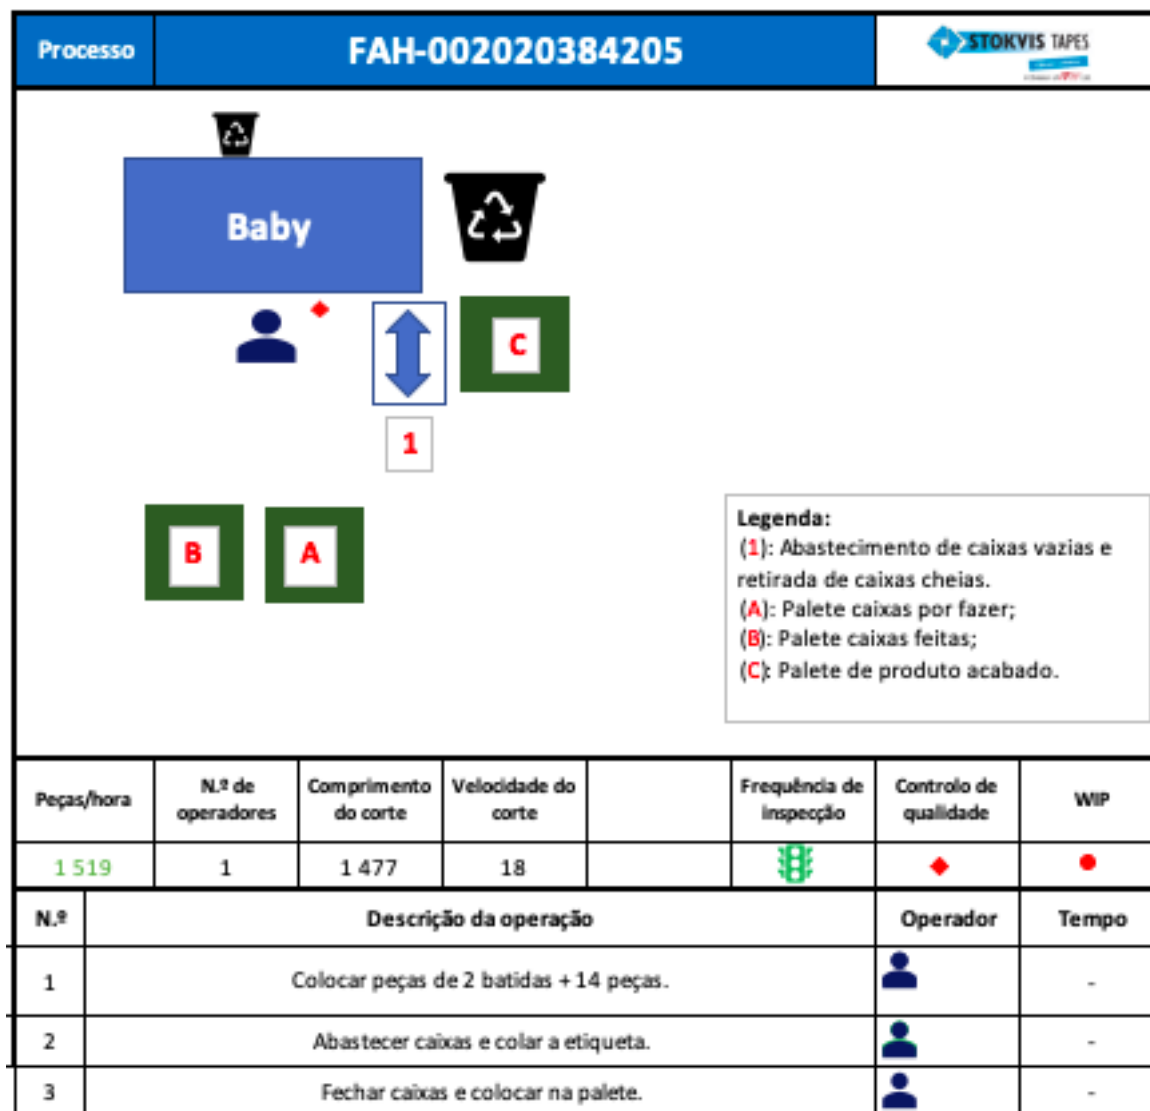 Processo
FAH-002020384205
STOKVIS TAPES
Baby
C
1
B
A
Legenda:
(1): Abastecimento de caixas vazias e
retirada de caixas cheias.
(A): Palete caixas por fazer;
(B): Palete caixas feitas;
(C): Palete de produto acabado.
Peças/hora
N.º de
operadores
Comprimento
do corte
Velocidade do
corte
Frequência de
inspecção
Controlo de
qualidade
WIP
1 519
1
1 477
18
N.º
Descrição da operação
Operador
Tempo
1
Colocar peças de 2 batidas + 14 peças.
-
2
Abastecer caixas e colar a etiqueta.
-
3
Fechar caixas e colocar na palete.
-